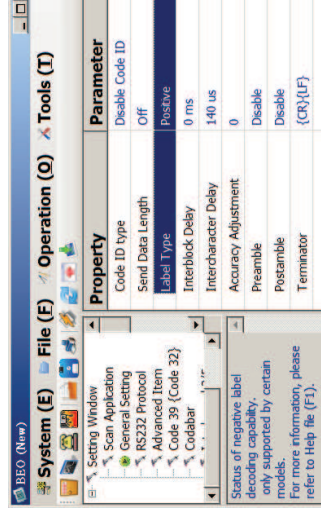 BEO (New)
System (E) File (F) Operation (O) Tools (T)
Setting Window
Scan Application
General Setting
RS232 Protocol
Advanced Item
Code 39 {Code 32}
Codabar
Status of negative label
decoding capability.
only supported by certain
models.
For more information, please
refer to Help file (F1).
Property Parameter
Code ID type Disable Code ID
Send Data Length Off
Label Type Positive
Interblock Delay 0 ms
Intercharacter Delay 140 us
Accuracy Adjustment 0
Preamble Disable
Postamble Disable
Terminator {CR}{LF}